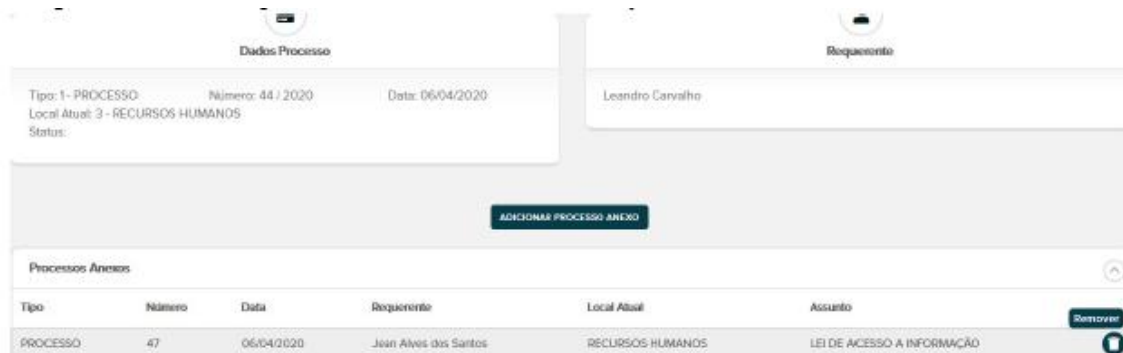 Dados Processo
Tipo: 1- PROCESSO Número: 44 / 2020 Data: 06/04/2020
Local Atual: 3 - RECURSOS HUMANOS
Status:
Requerente
Leandro Carvalho
ADICIONAR PROCESSO ANEXO
Processos Anexos
Tipo Número Data Requerente Local Atual Assunto
Remover
PROCESSO 47 06/04/2020 Jean Alves dos Santos RECURSOS HUMANOS LEI DE ACESSO A INFORMAÇÃO